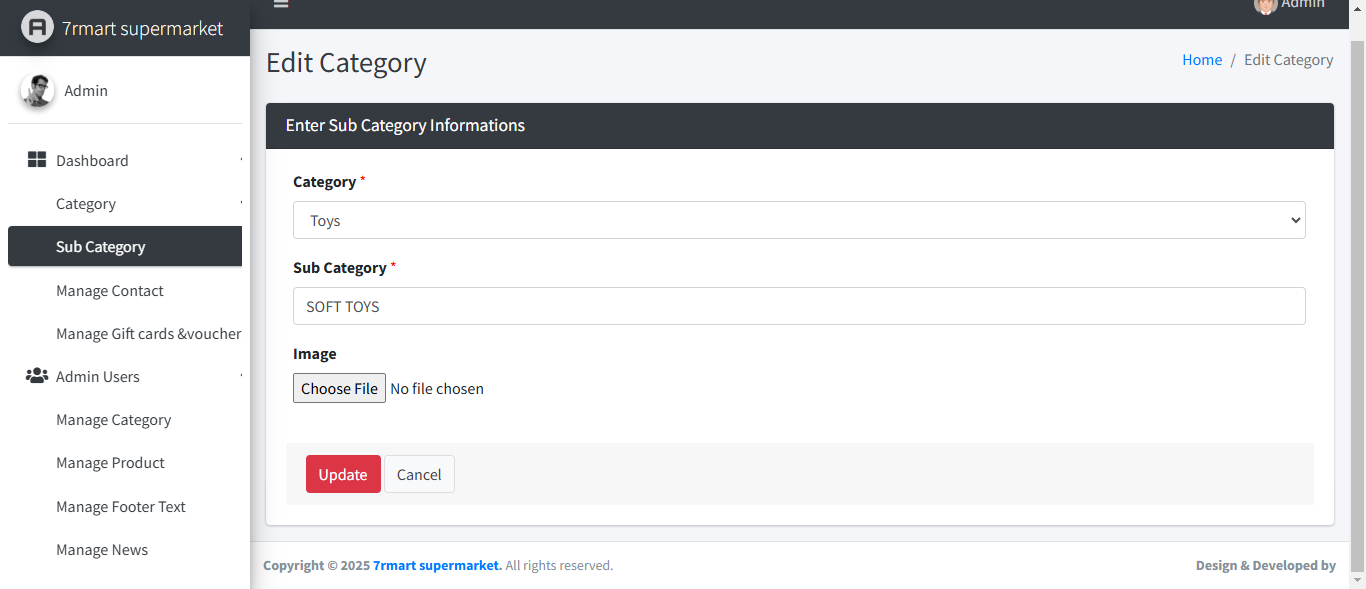 7rmart supermarket
Admin
Dashboard
Category
Sub Category
Manage Contact
Manage Gift cards &voucher
Admin Users
Manage Category
Manage Product
Manage Footer Text
Manage News
Admin
Edit Category
Home / Edit Category
Enter Sub Category Informations
Category *
Toys
Sub Category *
SOFT TOYS
Image
Choose File No file chosen
Update Cancel
Copyright © 2025 7rmart supermarket. All rights reserved.
Design & Developed by